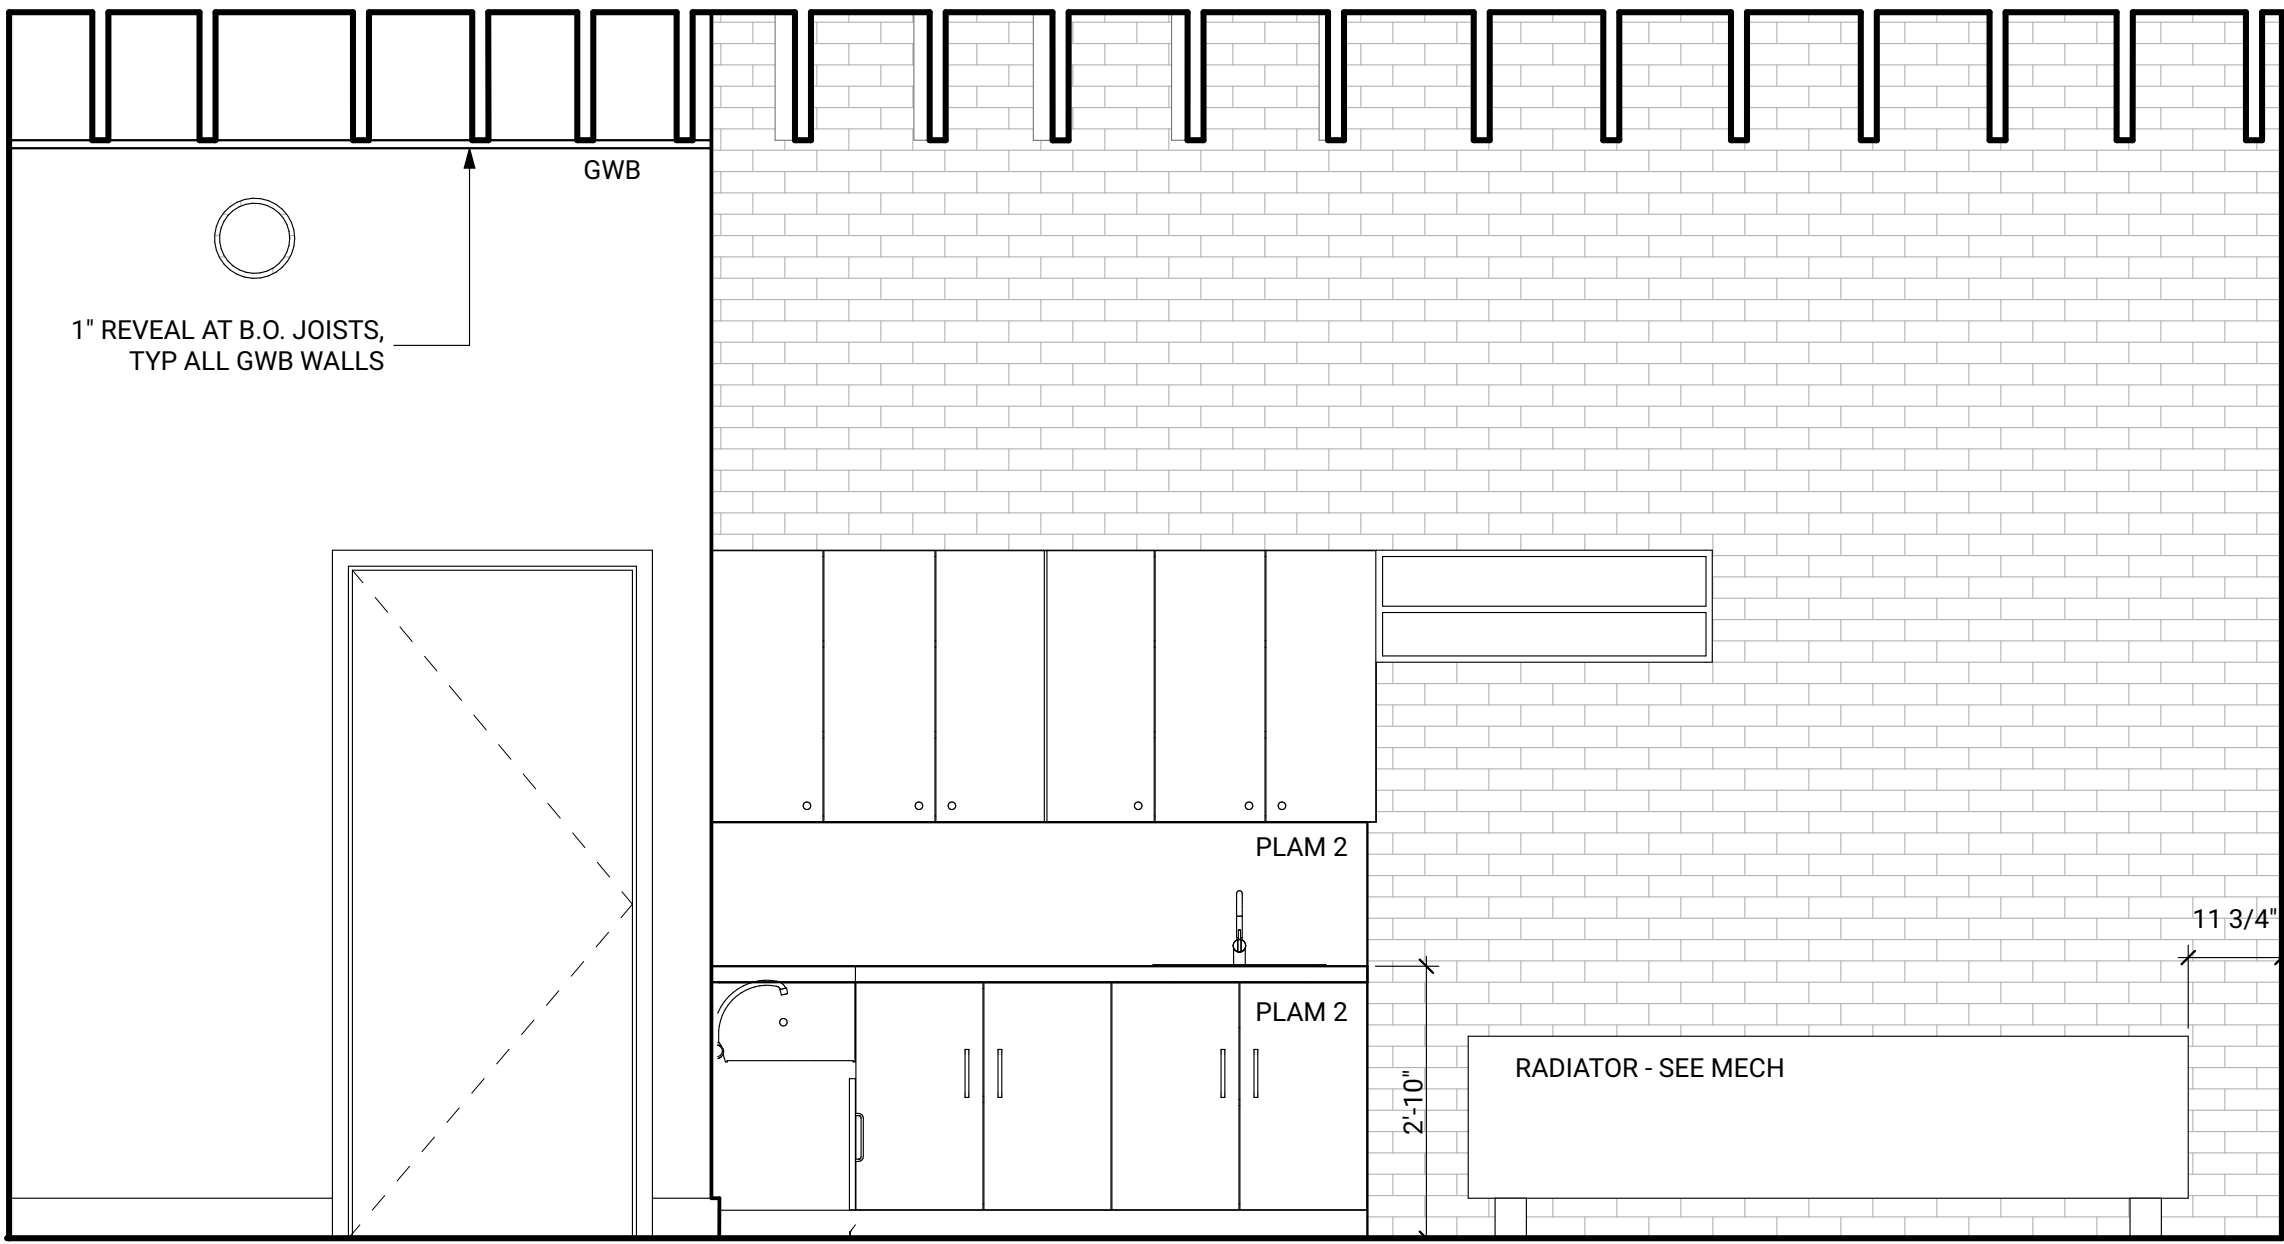 GWB
1" REVEAL AT B.O. JOISTS,
TYP ALL GWB WALLS
PLAM 2
11 3/4"
PLAM 2
RADIATOR - SEE MECH
2'-10"